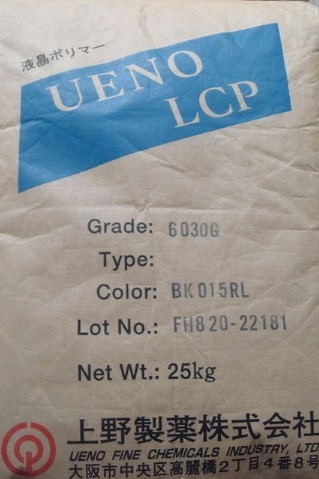 液晶ポリマー
UENO
LCP
Grade: 6030G
Type:
Color: BK015RL
Lot No.: FH820-22181
Net Wt.: 25kg
上野製薬株式会社
UENO FINE CHEMICALS INDUSTRY, LTD.
大阪市中央区高麗橋2丁目4番8号